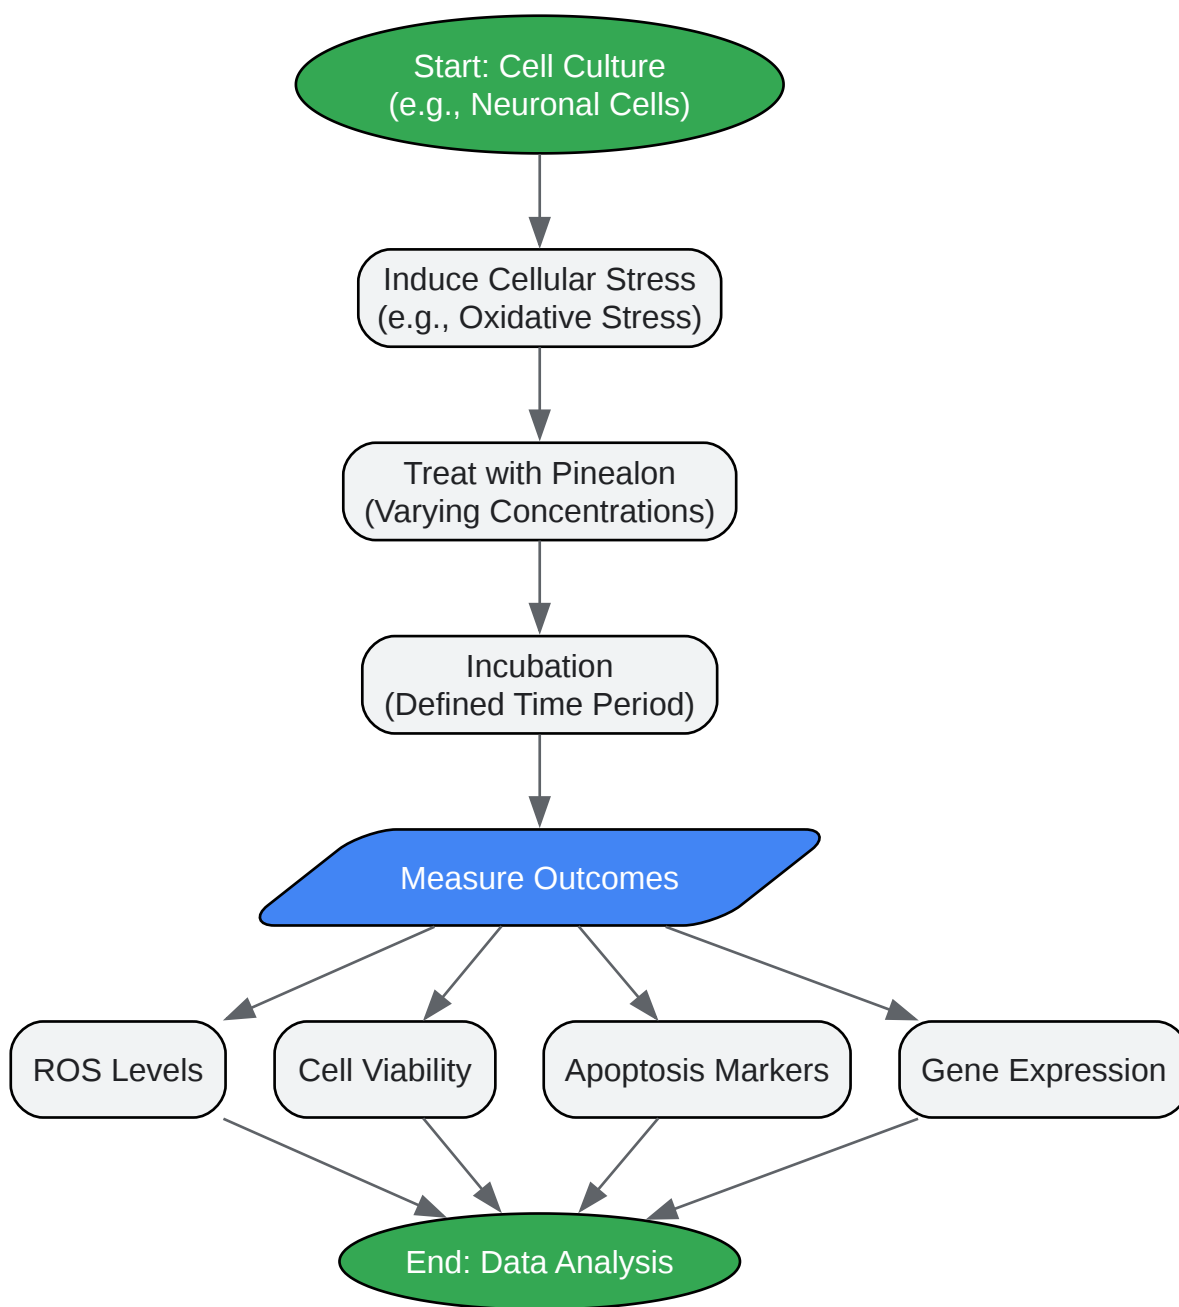 Start: Cell Culture
(e.g., Neuronal Cells)
Induce Cellular Stress
(e.g., Oxidative Stress)
Treat with Pinealon
(Varying Concentrations)
Incubation
(Defined Time Period)
Measure Outcomes
ROS Levels
Cell Viability
Apoptosis Markers
Gene Expression
End: Data Analysis